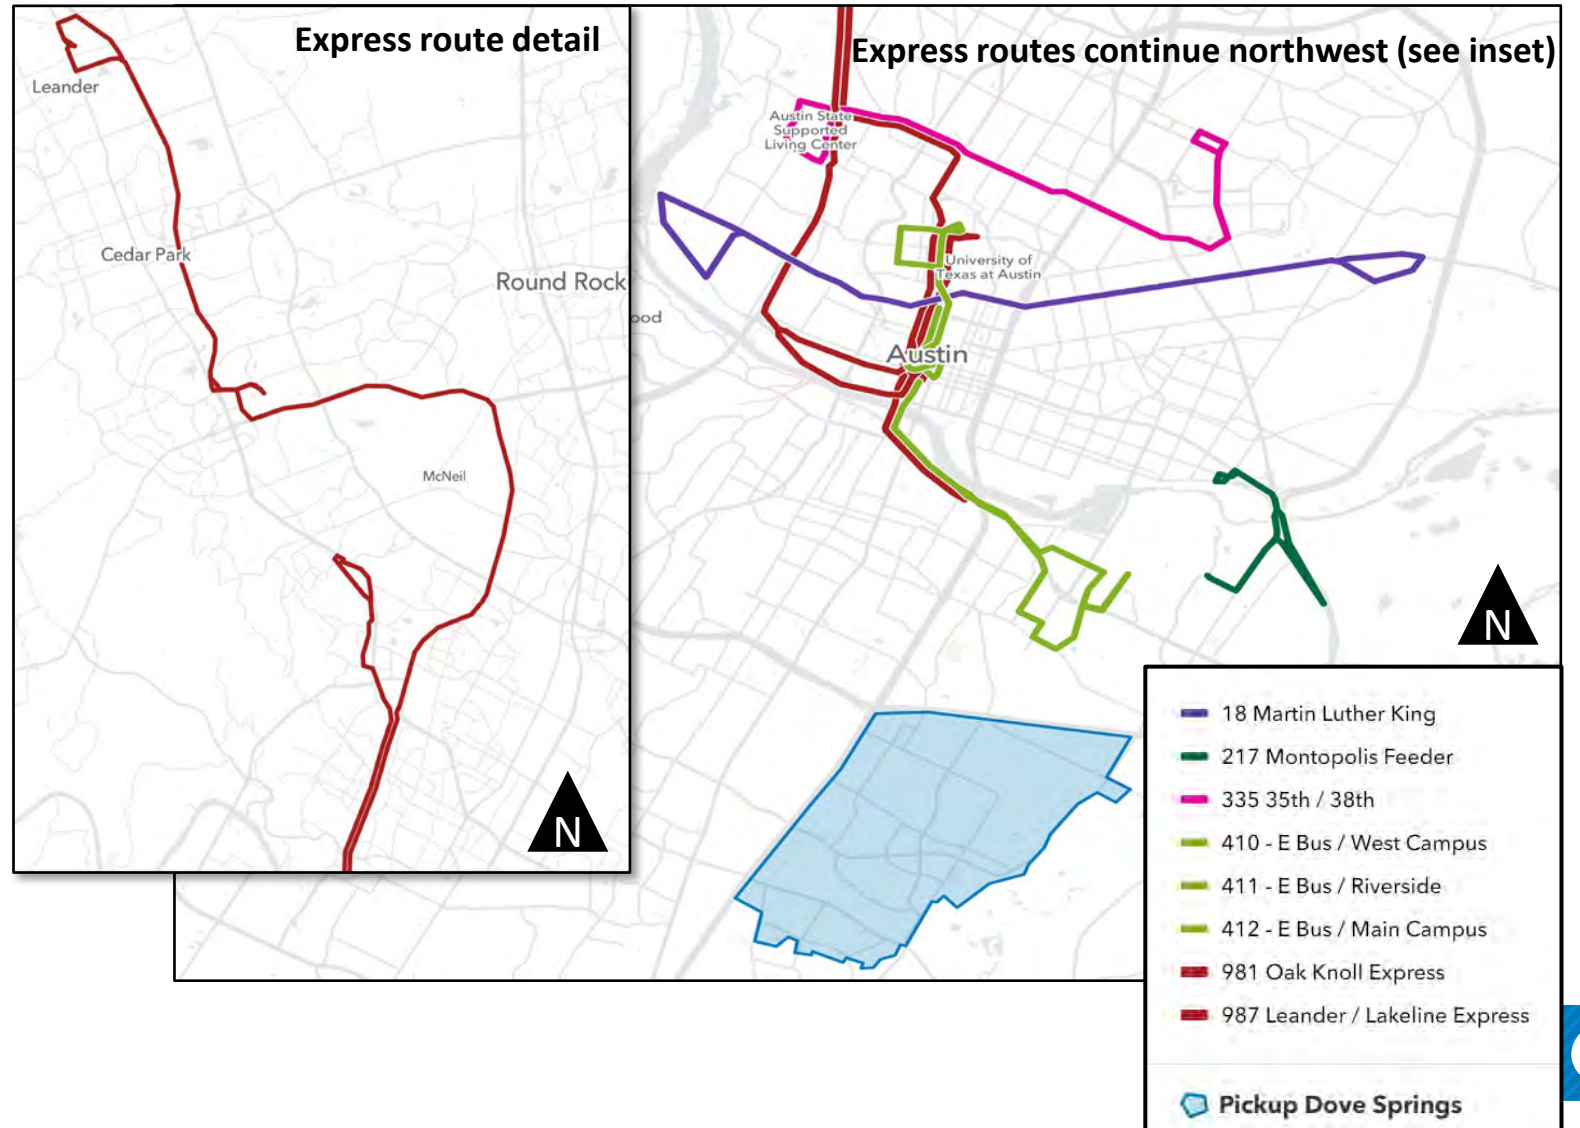 Express route detail
Leander
Cedar Park
Round Rock
McNeil
N
Express routes continue northwest (see inset)
Austin State
Supported
Living Center
University of
Texas at Austin
ood
Austin
N
18 Martin Luther King
217 Montopolis Feeder
335 35th / 38th
410 - E Bus / West Campus
411 - E Bus / Riverside
412 - E Bus / Main Campus
981 Oak Knoll Express
987 Leander / Lakeline Express
Pickup Dove Springs